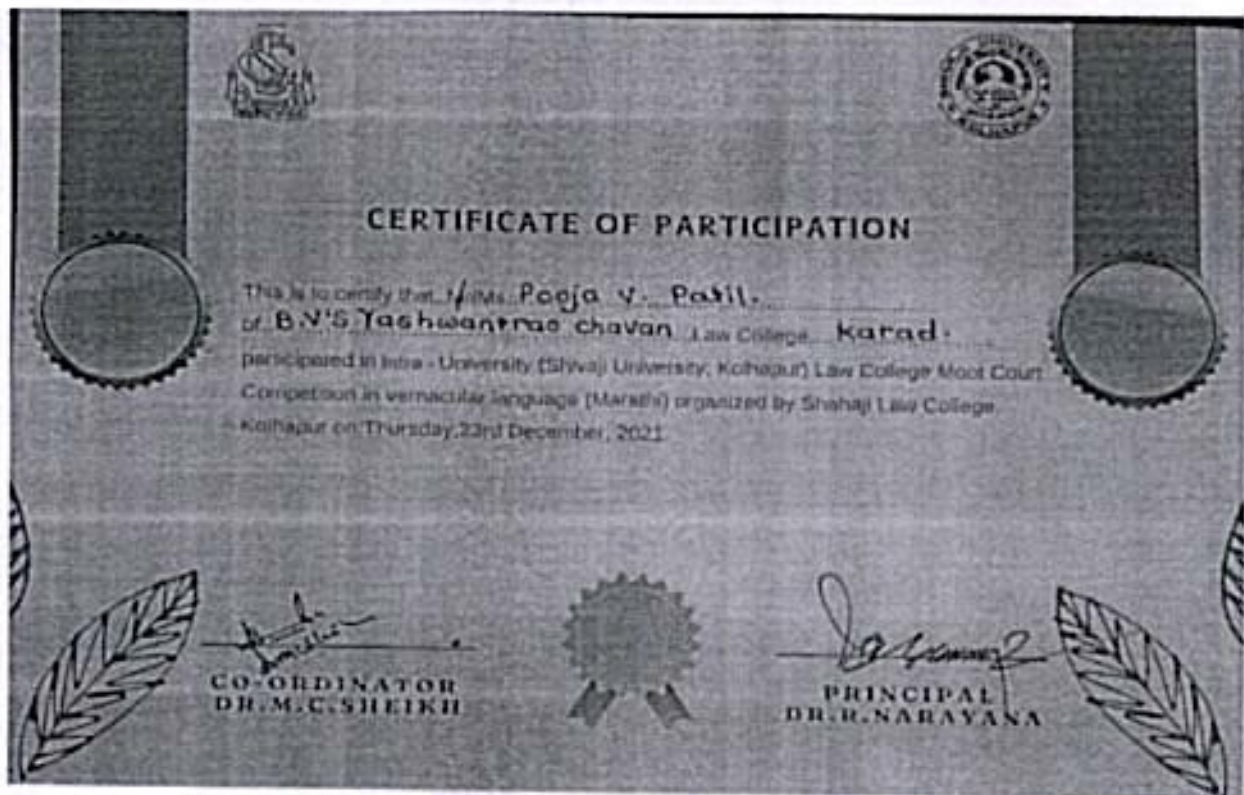 CERTIFICATE OF PARTICIPATION
This is to certify that Ms. Pooja V. Patil.
of B.V'S Yashwantrao chavan Law College, Karad.
participated in Intra - University (Shivaji University, Kolhapur) Law College Moot Court
Competition in vernacular language (Marathi) organized by Shahaji Law College,
Kolhapur on Thursday,23rd December, 2021
CO-ORDINATOR
DR.M.C.SHEIKH
PRINCIPAL
DR.R.NARAYANA